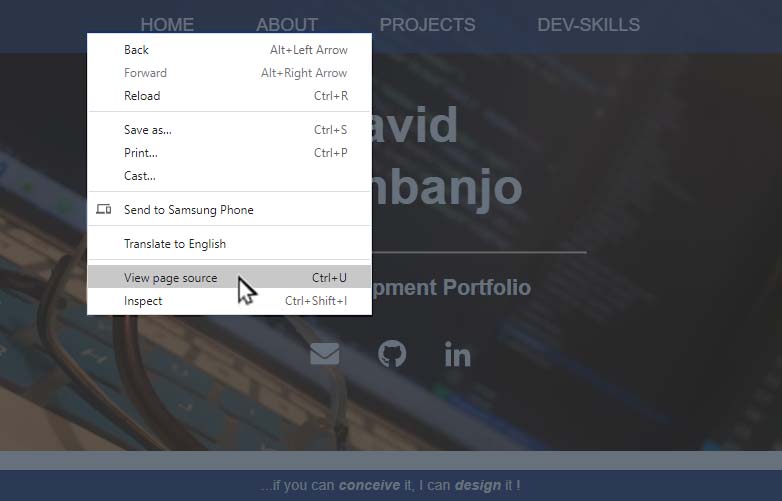 HOME ABOUT PROJECTS DEV-SKILLS
Back Alt+Left Arrow
Forward Alt+Right Arrow
Reload Ctrl+R
Save as... Ctrl+S
Print... Ctrl+P
Cast...
Send to Samsung Phone
Translate to English
View page source Ctrl+U
Inspect Ctrl+Shift+I
avid
nbanjo
pment Portfolio
in
...if you can conceive it, I can design it !